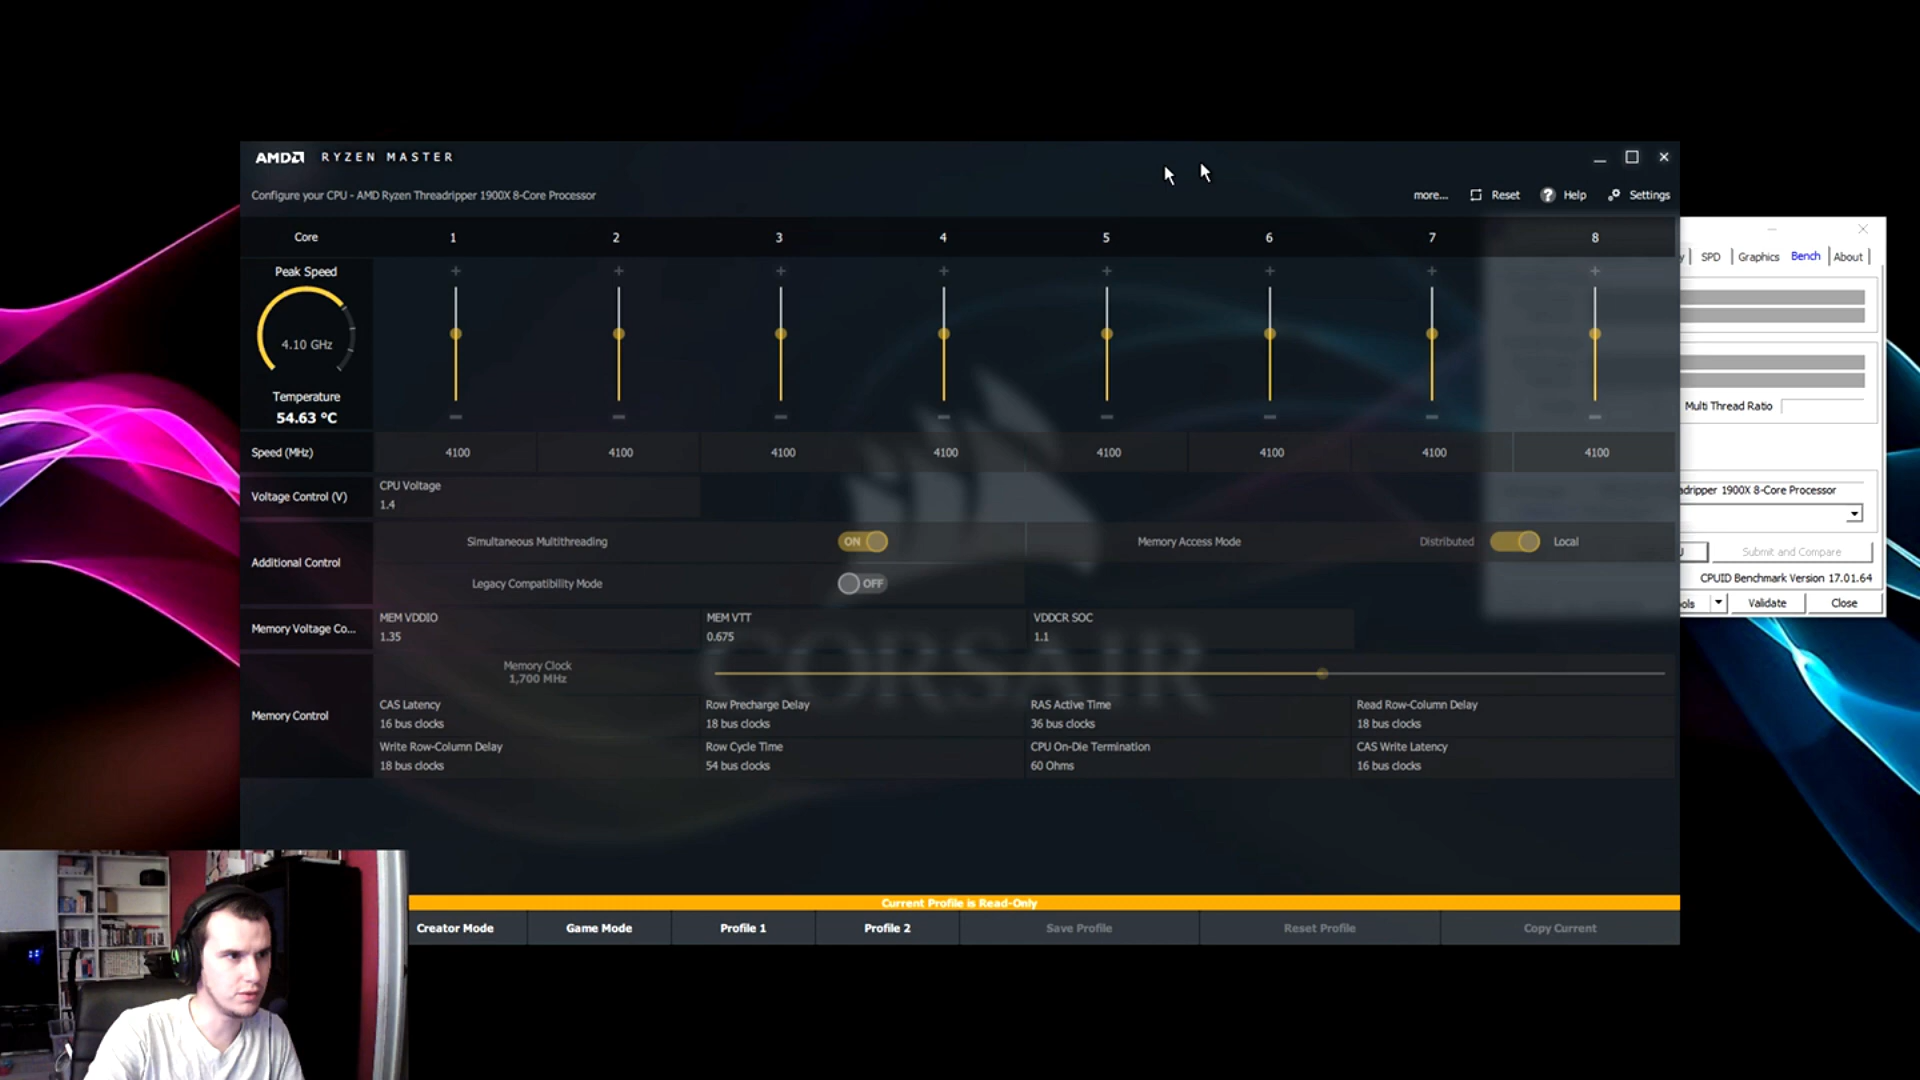 AMD RYZEN MASTER
Configure your CPU - AMD Ryzen Threadripper 1900X 8-Core Processor
more... Reset ? Help Settings
Core 1 2 3 4 5 6 7 8
Peak Speed
4.10 GHz
Temperature
54.63 °C
Speed (MHz) 4100 4100 4100 4100 4100 4100 4100 4100
Voltage Control (V)
CPU Voltage
1.4
Additional Control
Simultaneous Multithreading ON
Memory Access Mode Distributed Local
Legacy Compatibility Mode OFF
Memory Voltage Co...
MEM VDDIO
1.35
MEM VTT
0.675
VDDCR SOC
1.1
Memory Control
Memory Clock
1,700 MHz
CAS Latency
16 bus clocks
Row Precharge Delay
18 bus clocks
RAS Active Time
36 bus clocks
Read Row-Column Delay
18 bus clocks
Write Row-Column Delay
18 bus clocks
Row Cycle Time
54 bus clocks
CPU On-Die Termination
60 Ohms
CAS Write Latency
16 bus clocks
CORSAIR
Current Profile is Read-Only
Creator Mode Game Mode Profile 1 Profile 2 Save Profile Reset Profile Copy Current
y SPD Graphics Bench About
Multi Thread Ratio
adripper 1900X 8-Core Processor
Submit and Compare
CPUID Benchmark Version 17.01.64
ols Validate Close